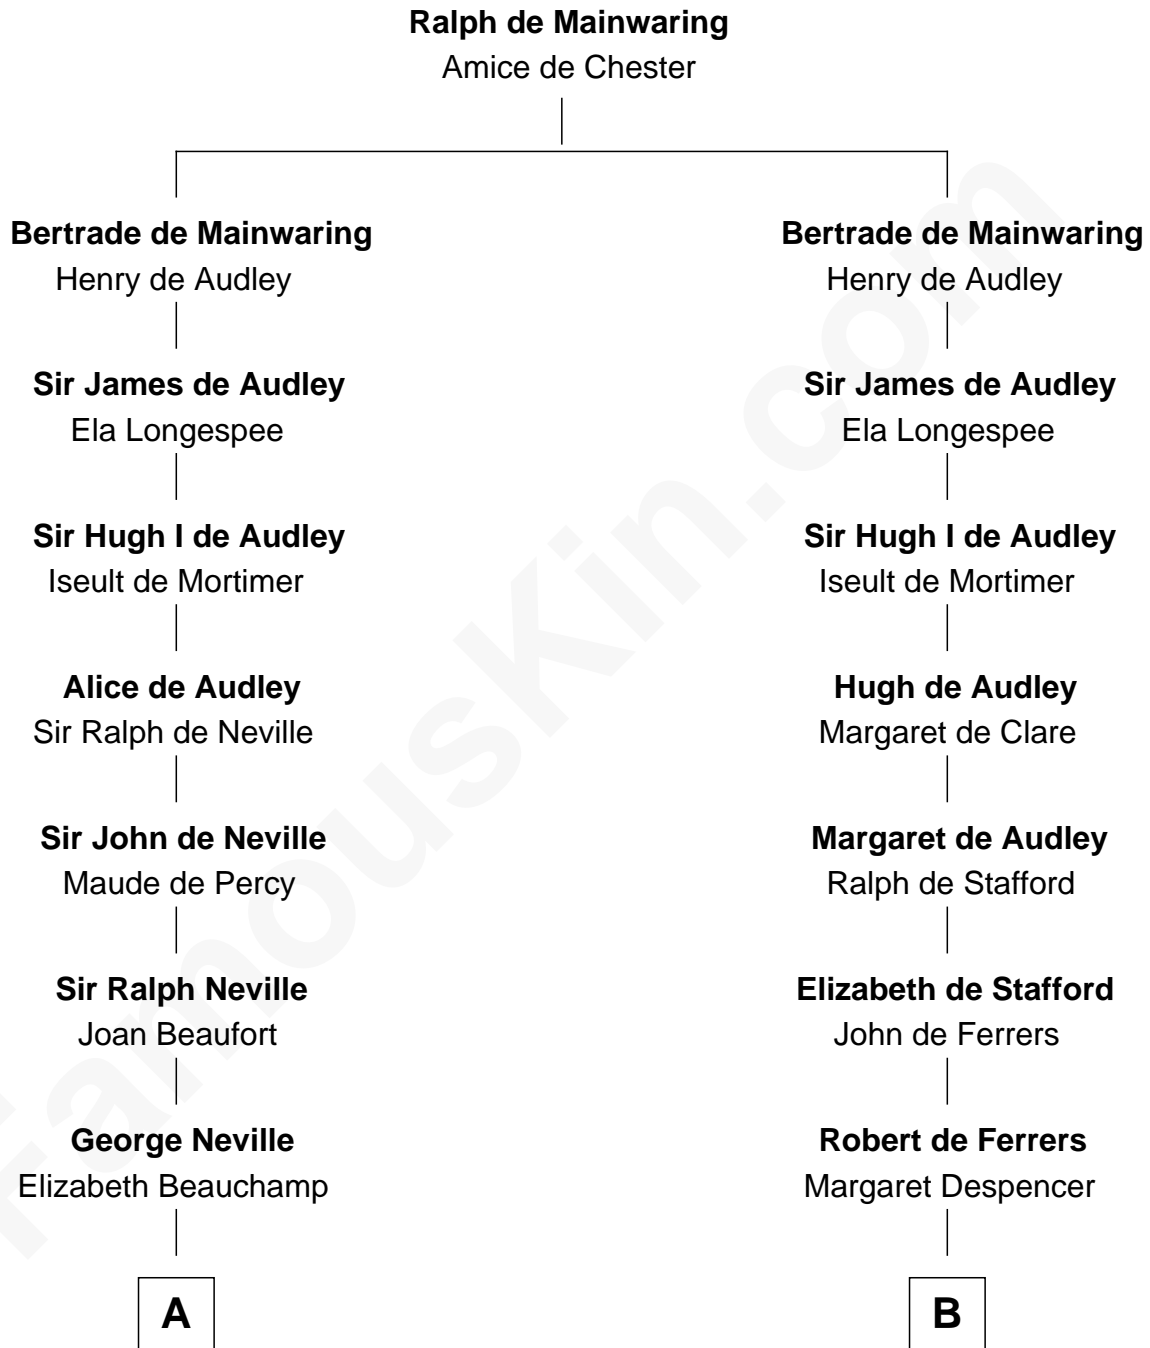 Ralph de Mainwaring
Amice de Chester
Bertrade de Mainwaring
Henry de Audley
Sir James de Audley
Ela Longespee
Sir Hugh I de Audley
Iseult de Mortimer
Alice de Audley
Sir Ralph de Neville
Sir John de Neville
Maude de Percy
Sir Ralph Neville
Joan Beaufort
George Neville
Elizabeth Beauchamp
A
Bertrade de Mainwaring
Henry de Audley
Sir James de Audley
Ela Longespee
Sir Hugh I de Audley
Iseult de Mortimer
Hugh de Audley
Margaret de Clare
Margaret de Audley
Ralph de Stafford
Elizabeth de Stafford
John de Ferrers
Robert de Ferrers
Margaret Despencer
B
FamousKin.com